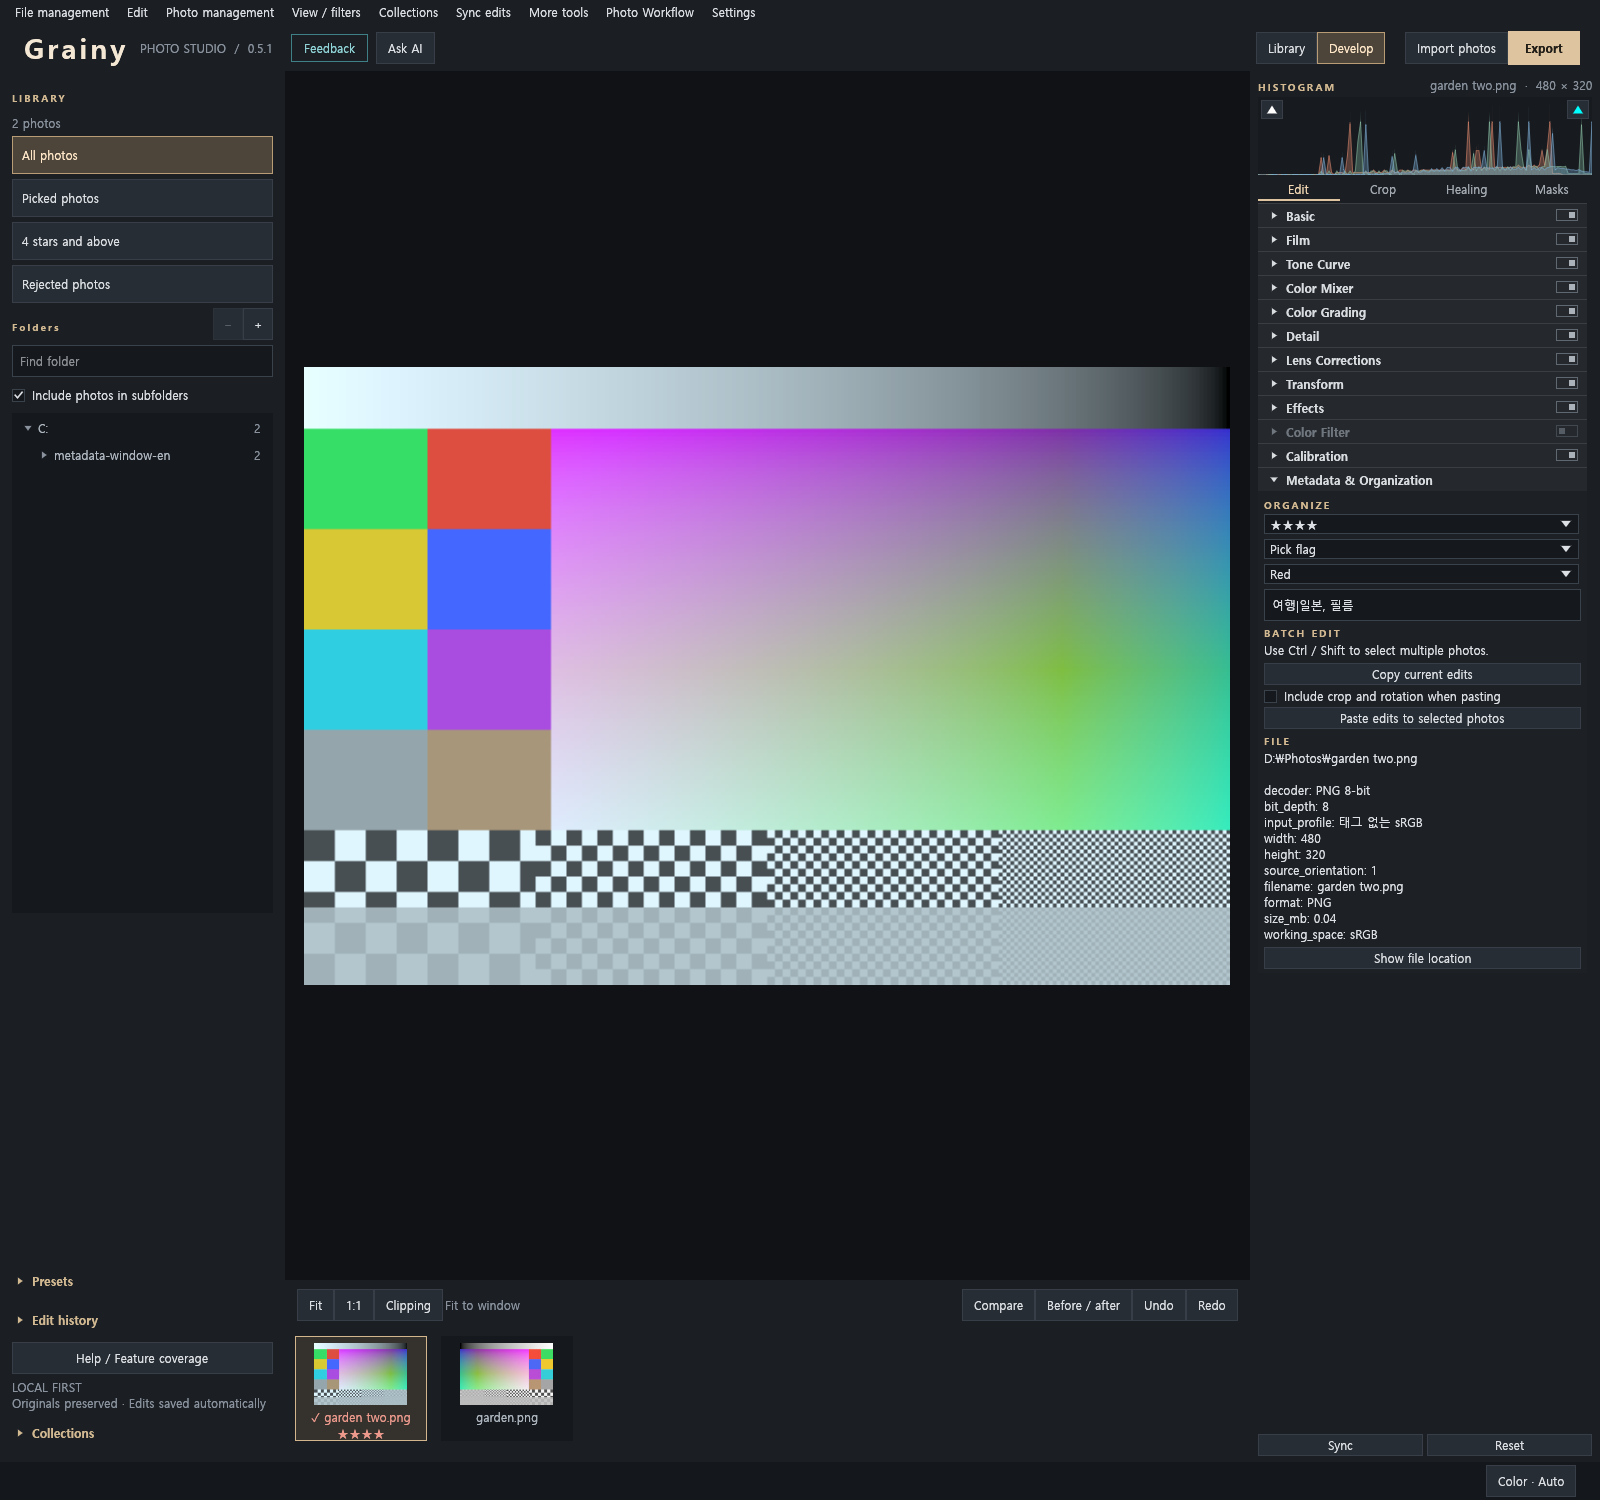 File management Edit Photo management View / filters Collections Sync edits More tools Photo Workflow Settings
Grainy PHOTO STUDIO / 0.5.1 Feedback Ask AI Library Develop Import photos Export
LIBRARY
2 photos
All photos
Picked photos
4 stars and above
Rejected photos
Folders − +
Find folder
Include photos in subfolders
C: 2
metadata-window-en 2
Presets
Edit history
Help / Feature coverage
LOCAL FIRST
Originals preserved · Edits saved automatically
Collections
Fit 1:1 Clipping Fit to window Compare Before / after Undo Redo
✓ garden two.png
★★★★
garden.png
HISTOGRAM garden two.png · 480 × 320
Edit Crop Healing Masks
Basic
Film
Tone Curve
Color Mixer
Color Grading
Detail
Lens Corrections
Transform
Effects
Color Filter
Calibration
Metadata & Organization
ORGANIZE
★★★★
Pick flag
Red
여행|일본, 필름
BATCH EDIT
Use Ctrl / Shift to select multiple photos.
Copy current edits
Include crop and rotation when pasting
Paste edits to selected photos
FILE
D:₩Photos₩garden two.png
decoder: PNG 8-bit
bit_depth: 8
input_profile: 태그 없는 sRGB
width: 480
height: 320
source_orientation: 1
filename: garden two.png
format: PNG
size_mb: 0.04
working_space: sRGB
Show file location
Sync Reset
Color · Auto